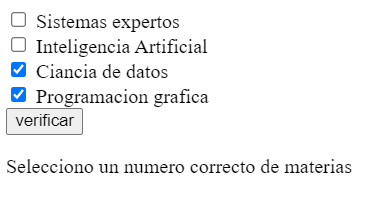 Sistemas expertos
Inteligencia Artificial
Ciancia de datos
Programacion grafica
verificar
Selecciono un numero correcto de materias